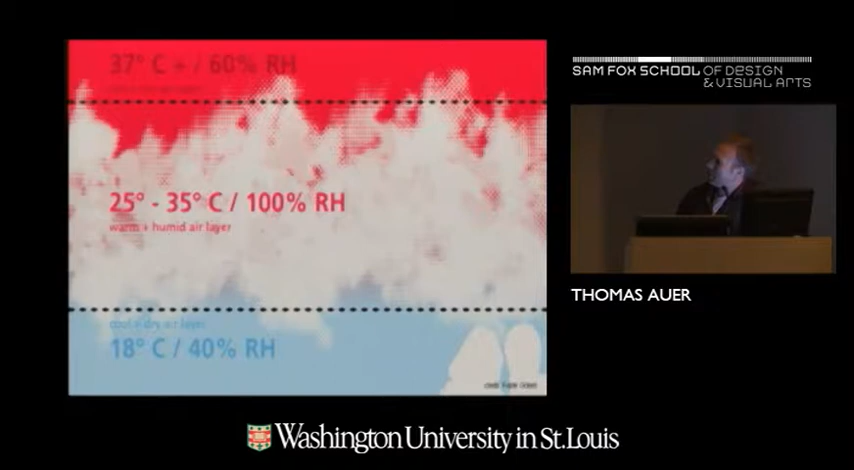 37° C + / 60% RH
25° - 35° C / 100% RH
warm + humid air layer
cool + dry air layer
18° C / 40% RH
SAM FOX SCHOOL OF DESIGN
& VISUAL ARTS
THOMAS AUER
Washington University in St. Louis